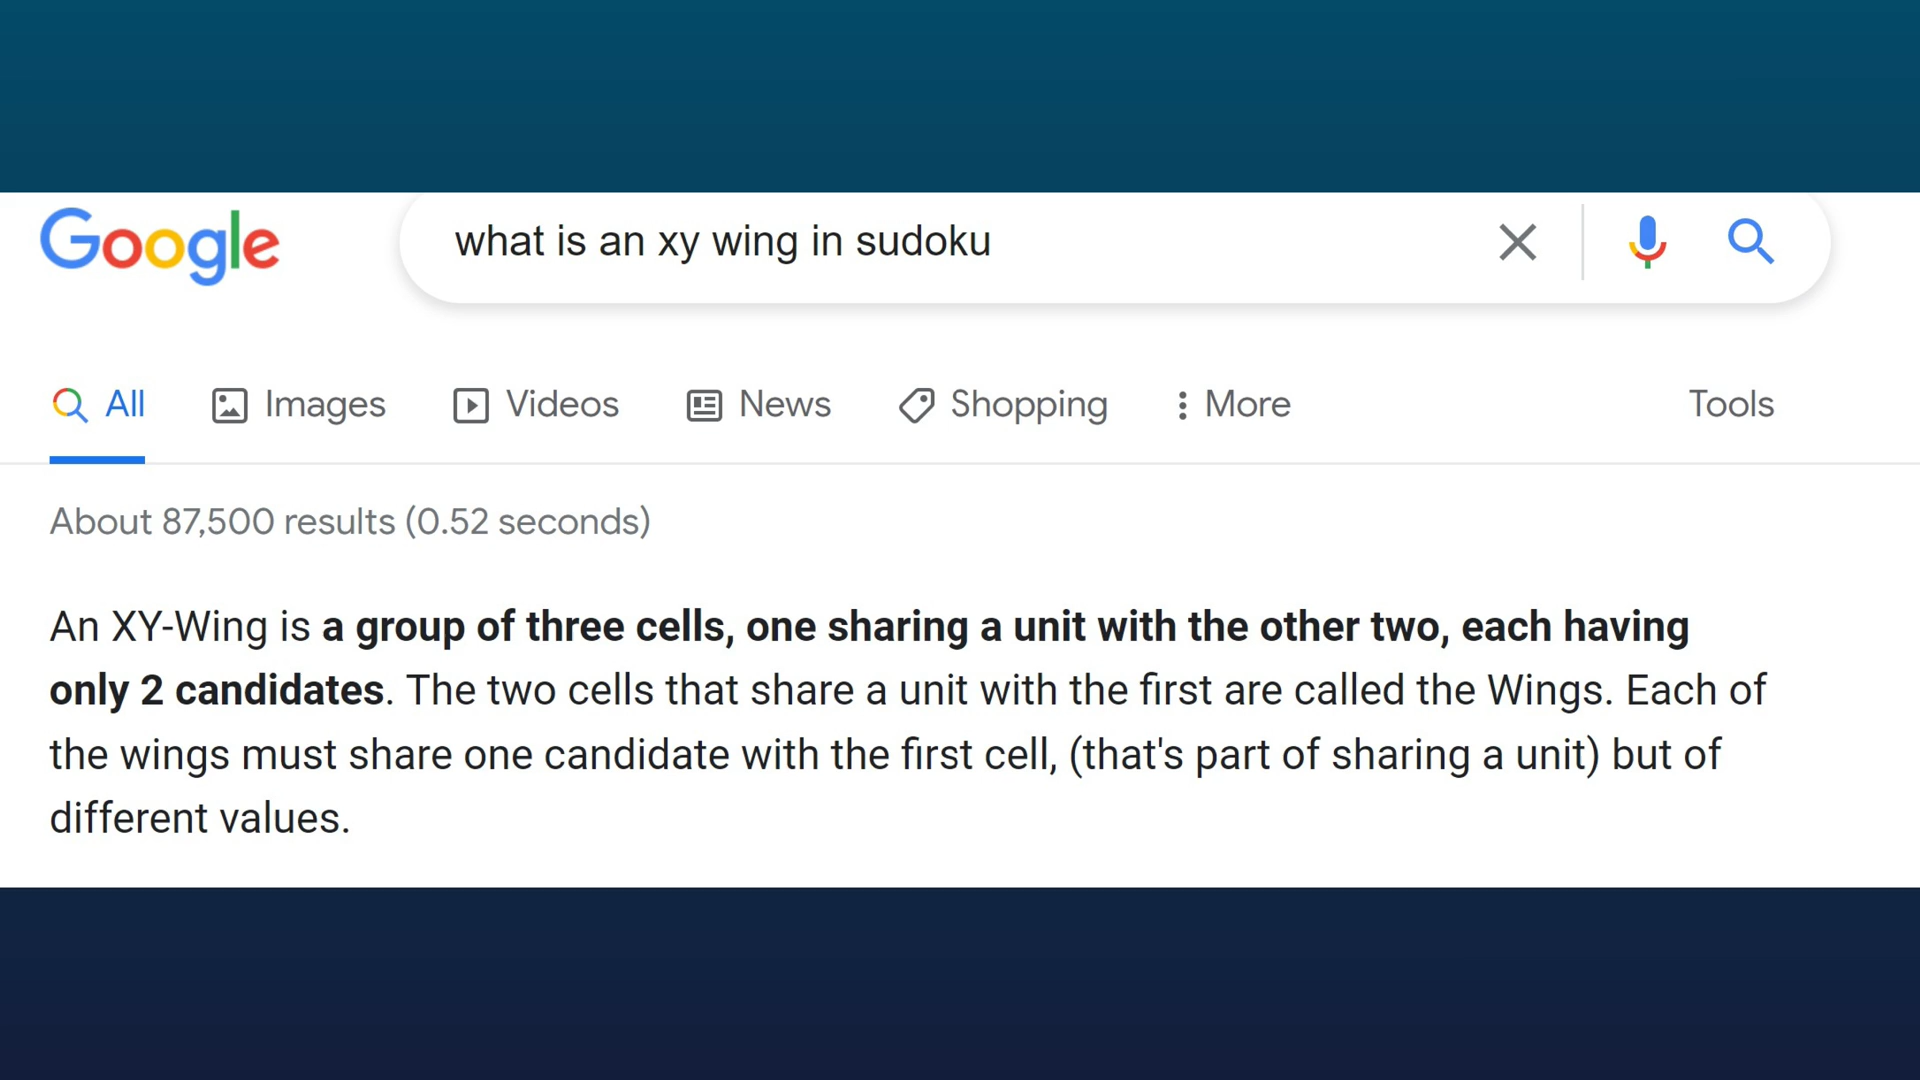 Google
what is an xy wing in sudoku
All Images Videos News Shopping More Tools
About 87,500 results (0.52 seconds)
An XY-Wing is a group of three cells, one sharing a unit with the other two, each having
only 2 candidates. The two cells that share a unit with the first are called the Wings. Each of
the wings must share one candidate with the first cell, (that's part of sharing a unit) but of
different values.